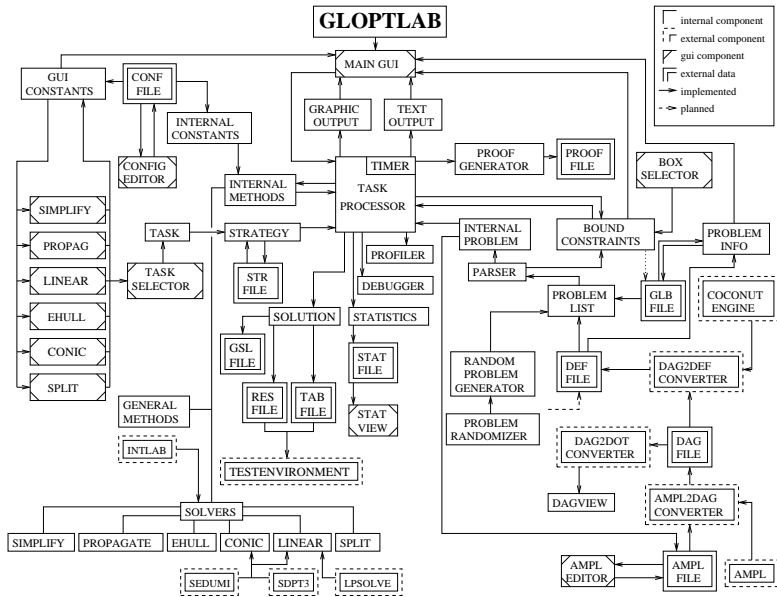 GLOPTLAB
MAIN GUI
GUI
CONSTANTS
CONF
FILE
INTERNAL
CONSTANTS
CONFIG
EDITOR
GRAPHIC
OUTPUT
TEXT
OUTPUT
internal component
external component
gui component
external data
implemented
planned
TIMER
TASK
PROCESSOR
PROOF
GENERATOR
PROOF
FILE
BOX
SELECTOR
INTERNAL
METHODS
SIMPLIFY
PROPAG
LINEAR
EHULL
CONIC
SPLIT
TASK
STRATEGY
TASK
SELECTOR
STR
FILE
PROFILER
DEBUGGER
INTERNAL
PROBLEM
PARSER
BOUND
CONSTRAINTS
PROBLEM
INFO
PROBLEM
LIST
GLB
FILE
COCONUT
ENGINE
SOLUTION
STATISTICS
GSL
FILE
STAT
FILE
RES
FILE
TAB
FILE
STAT
VIEW
TESTENVIRONMENT
RANDOM
PROBLEM
GENERATOR
DEF
FILE
DAG2DEF
CONVERTER
PROBLEM
RANDOMIZER
DAG2DOT
CONVERTER
DAG
FILE
DAGVIEW
AMPL2DAG
CONVERTER
GENERAL
METHODS
INTLAB
SOLVERS
SIMPLIFY
PROPAGATE
EHULL
CONIC
LINEAR
SPLIT
SEDUMI
SDPT3
LPSOLVE
AMPL
EDITOR
AMPL
FILE
AMPL